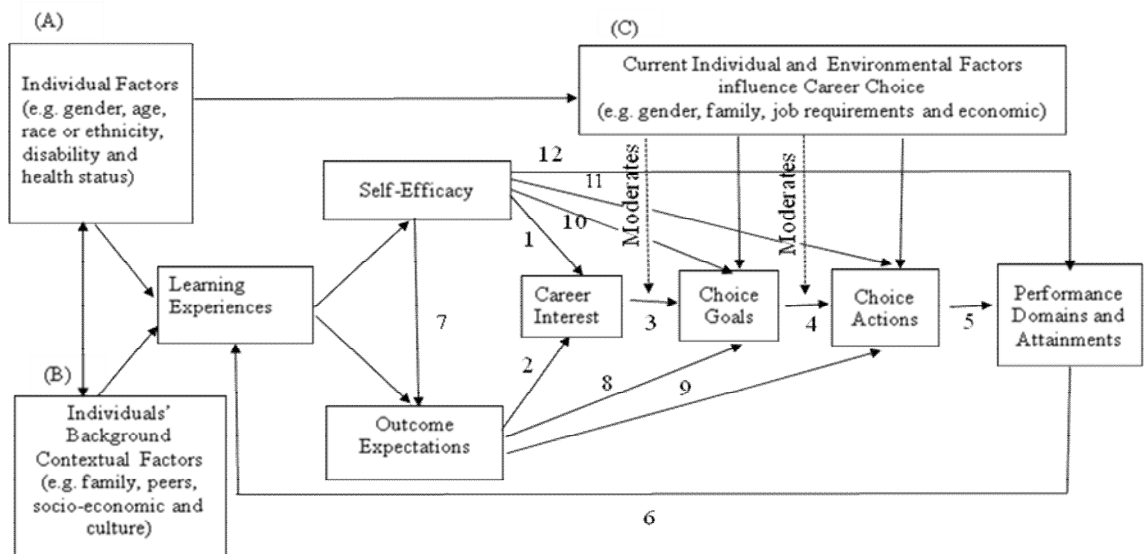 (A)
Individual Factors
(e.g. gender, age,
race or ethnicity,
disability and
health status)
(C)
Current Individual and Environmental Factors
influence Career Choice
(e.g. gender, family, job requirements and economic)
12
11
10
1
Moderates
Moderates
Self-Efficacy
Learning
Experiences
7
Career
Interest
3
Choice
Goals
4
Choice
Actions
5
Performance
Domains and
Attainments
2
8
9
(B)
Individuals'
Background
Contextual Factors
(e.g. family, peers,
socio-economic and
culture)
Outcome
Expectations
6